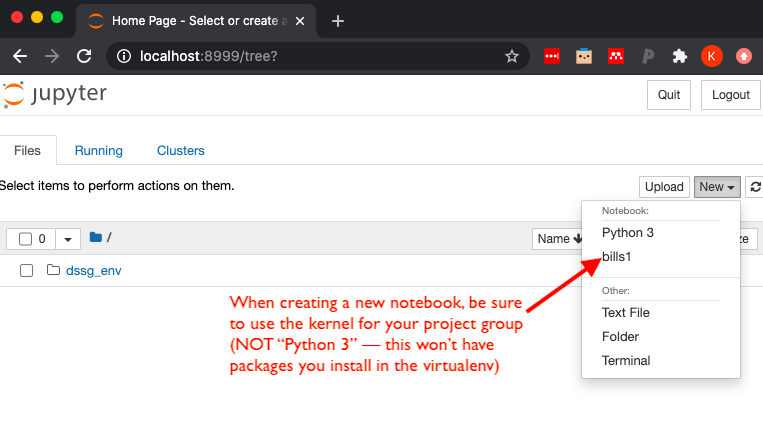 Home Page - Select or create a
localhost:8999/tree?
K
jupyter
Quit
Logout
Files
Running
Clusters
Select items to perform actions on them.
Upload
New
0
/
Name
ze
Notebook:
Python 3
bills1
Other:
Text File
Folder
Terminal
dssg_env
When creating a new notebook, be sure
to use the kernel for your project group
(NOT “Python 3” — this won’t have
packages you install in the virtualenv)